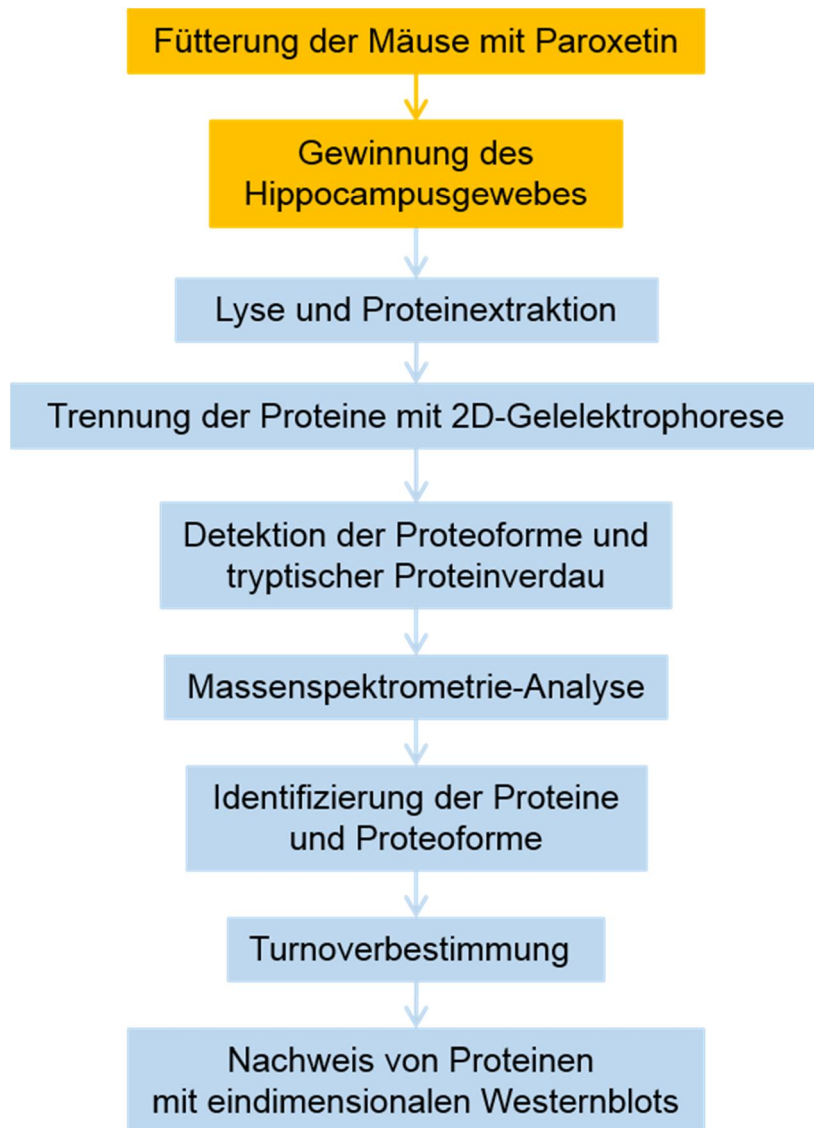 Fütterung der Mäuse mit Paroxetin
Gewinnung des
Hippocampusgewebes
Lyse und Proteinextraktion
Trennung der Proteine mit 2D-Gelelektrophorese
Detektion der Proteoforme und
tryptischer Proteinverdau
Massenspektrometrie-Analyse
Identifizierung der Proteine
und Proteoforme
Turnoverbestimmung
Nachweis von Proteinen
mit eindimensionalen Westernblots